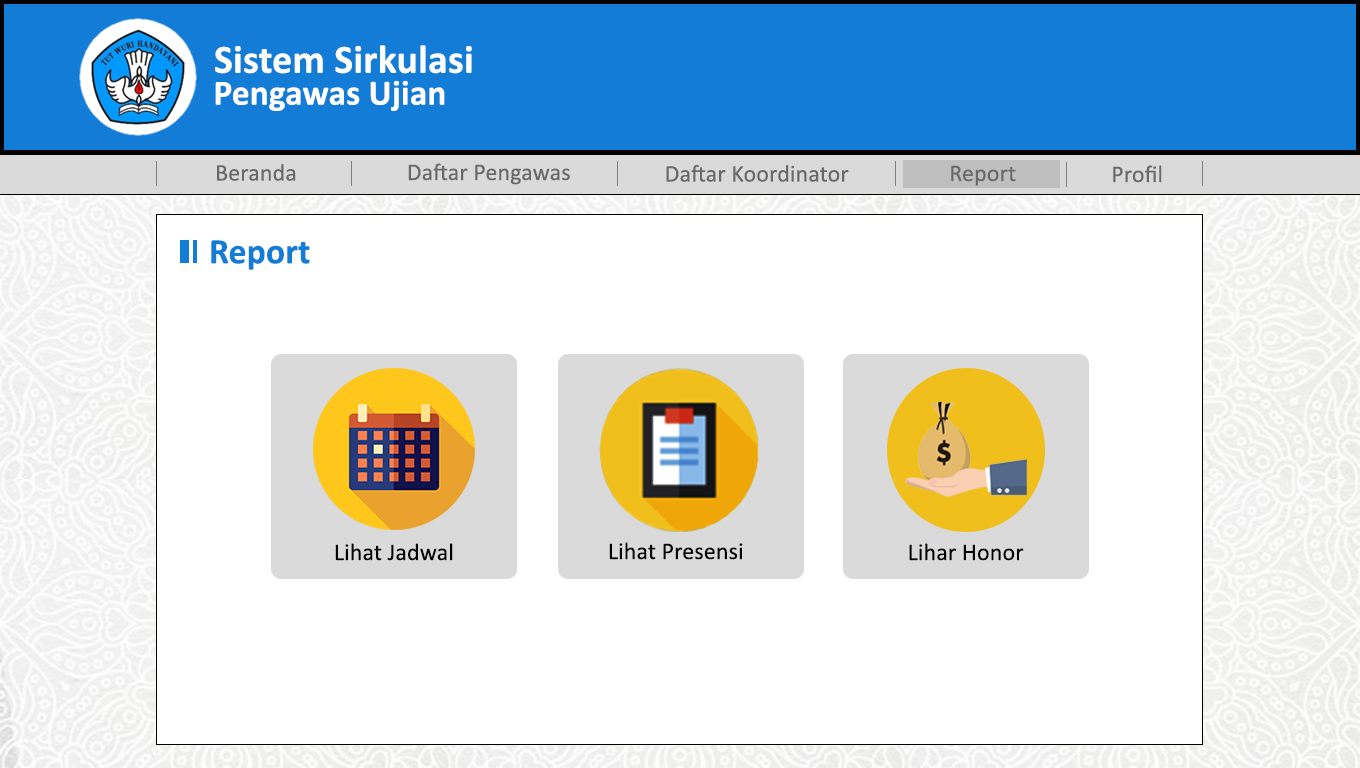 TUT WURI HANDAYANI
Sistem Sirkulasi
Pengawas Ujian
Beranda
Daftar Pengawas
Daftar Koordinator
Report
Profil
Report
$
Lihat Jadwal
Lihat Presensi
Lihar Honor